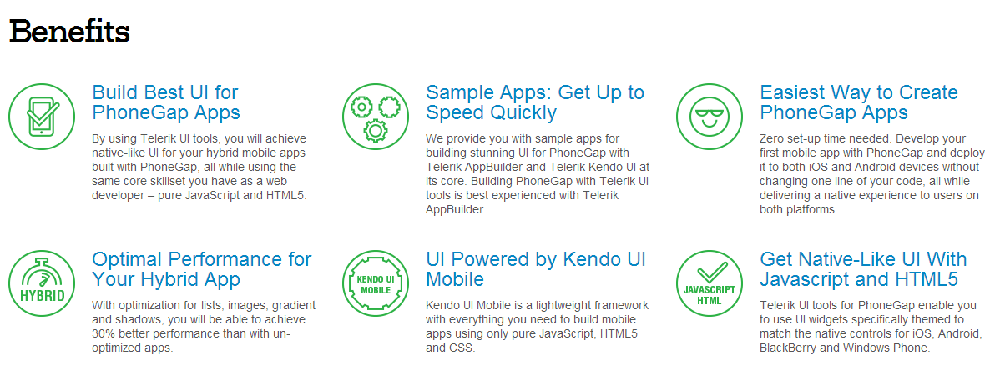 Benefits
Build Best UI for
PhoneGap Apps
By using Telerik UI tools, you will achieve
native-like UI for your hybrid mobile apps
built with PhoneGap, all while using the
same core skillset you have as a web
developer – pure JavaScript and HTML5.
Sample Apps: Get Up to
Speed Quickly
We provide you with sample apps for
building stunning UI for PhoneGap with
Telerik AppBuilder and Telerik Kendo UI at
its core. Building PhoneGap with Telerik UI
tools is best experienced with Telerik
AppBuilder.
Easiest Way to Create
PhoneGap Apps
Zero set-up time needed. Develop your
first mobile app with PhoneGap and deploy
it to both iOS and Android devices without
changing one line of your code, all while
delivering a native experience to users on
both platforms.
HYBRID
Optimal Performance for
Your Hybrid App
With optimization for lists, images, gradient
and shadows, you will be able to achieve
30% better performance than with un-
optimized apps.
KENDO UI
MOBILE
UI Powered by Kendo UI
Mobile
Kendo UI Mobile is a lightweight framework
with everything you need to build mobile
apps using only pure JavaScript, HTML5
and CSS.
JAVASCRIPT
HTML
Get Native-Like UI With
Javascript and HTML5
Telerik UI tools for PhoneGap enable you
to use UI widgets specifically themed to
match the native controls for iOS, Android,
BlackBerry and Windows Phone.